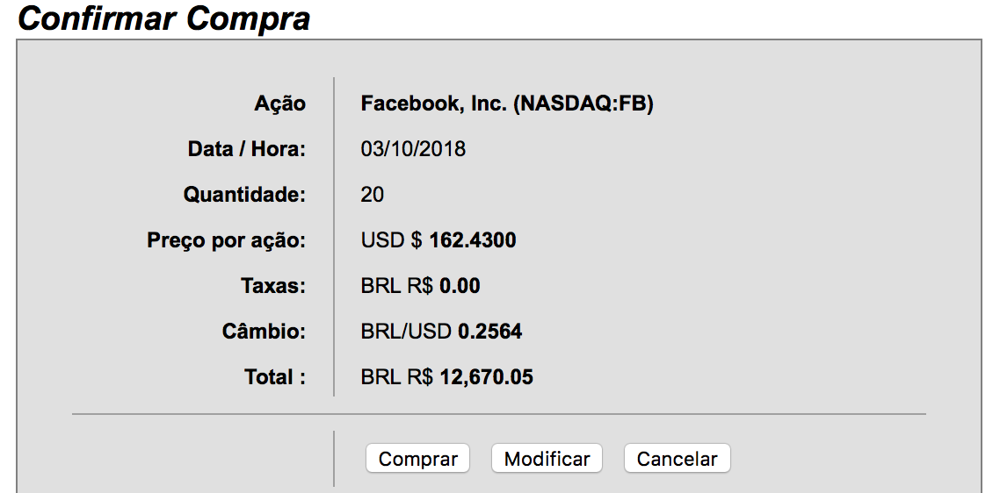 Confirmar Compra
Ação Facebook, Inc. (NASDAQ:FB)
Data / Hora: 03/10/2018
Quantidade: 20
Preço por ação: USD $ 162.4300
Taxas: BRL R$ 0.00
Câmbio: BRL/USD 0.2564
Total : BRL R$ 12,670.05
Comprar Modificar Cancelar